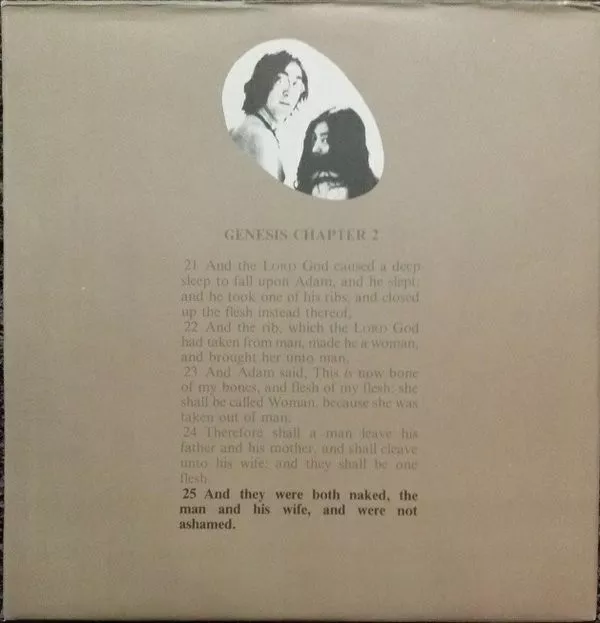 GENESIS CHAPTER 2
21 And the LORD God caused a deep
sleep to fall upon Adam, and he slept:
and he took one of his ribs, and closed
up the flesh instead thereof;
22 And the rib, which the LORD God
had taken from man, made he a woman,
and brought her unto man.
23 And Adam said, This is now bone
of my bones, and flesh of my flesh: she
shall be called Woman, because she was
taken out of man.
24 Therefore shall a man leave his
father and his mother, and shall cleave
unto his wife: and they shall be one
flesh
25 And they were both naked, the
man and his wife, and were not
ashamed.